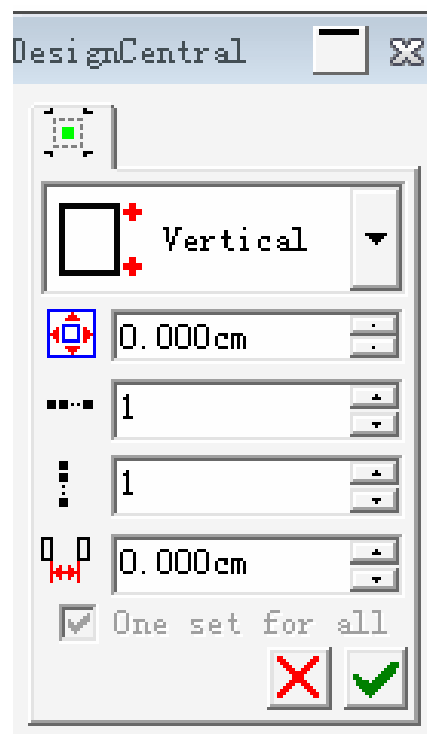 DesignCentral
Vertical
0.000cm
1
1
0.000cm
One set for all